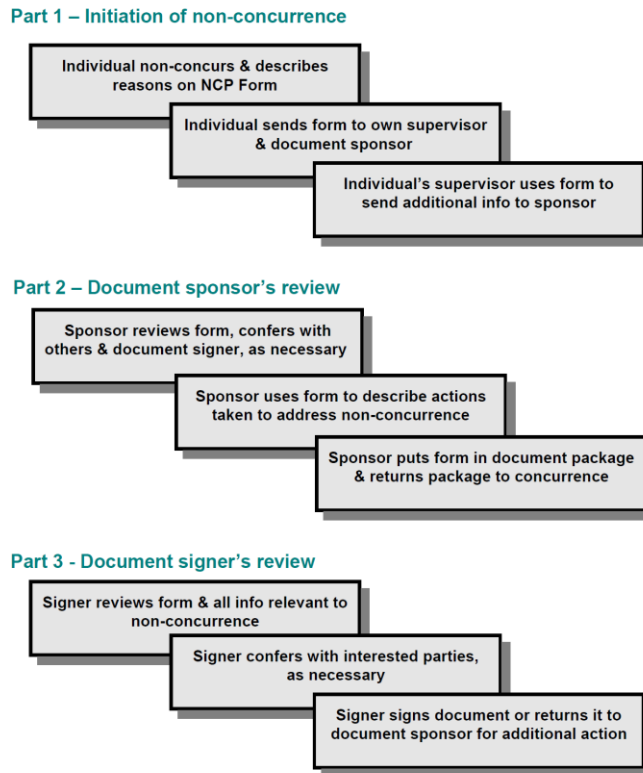 Part 1 – Initiation of non-concurrence
Individual non-concurs & describes
reasons on NCP Form
Individual sends form to own supervisor
& document sponsor
Individual's supervisor uses form to
send additional info to sponsor
Part 2 – Document sponsor's review
Sponsor reviews form, confers with
others & document signer, as necessary
Sponsor uses form to describe actions
taken to address non-concurrence
Sponsor puts form in document package
& returns package to concurrence
Part 3 - Document signer's review
Signer reviews form & all info relevant to
non-concurrence
Signer confers with interested parties,
as necessary
Signer signs document or returns it to
document sponsor for additional action